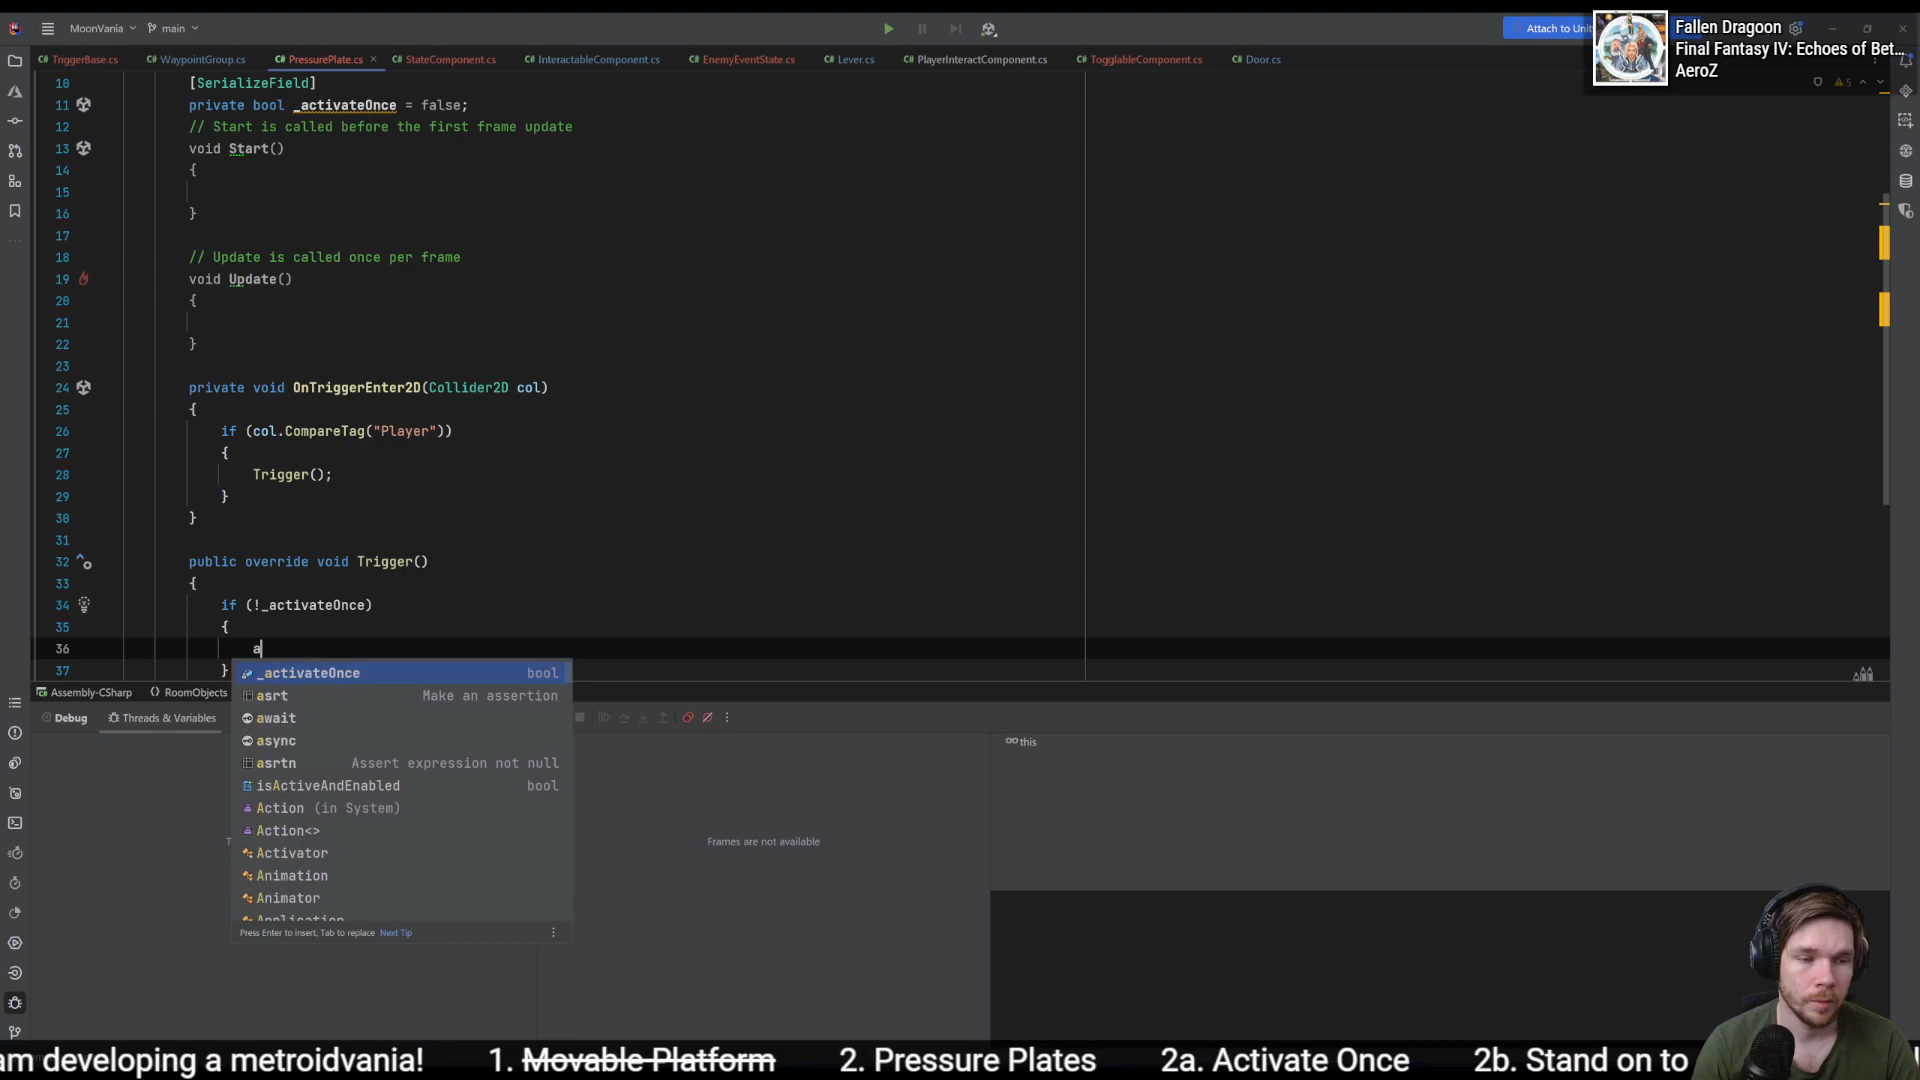 MoonVania
main
Attach to Unit
Fallen Dragoon
Final Fantasy IV: Echoes of Bet...
AeroZ
C# TriggerBase.cs
C# WaypointGroup.cs
C# PressurePlate.cs
C# StateComponent.cs
C# InteractableComponent.cs
C# EnemyEventState.cs
C# Lever.cs
C# PlayerInteractComponent.cs
C# TogglableComponent.cs
C# Door.cs
5
10 [SerializeField]
11 private bool _activateOnce = false;
12 // Start is called before the first frame update
13 void Start()
14 {
15
16 }
17
18 // Update is called once per frame
19 void Update()
20 {
21
22 }
23
24 private void OnTriggerEnter2D(Collider2D col)
25 {
26 if (col.CompareTag("Player"))
27 {
28 Trigger();
29 }
30 }
31
32 public override void Trigger()
33 {
34 if (!_activateOnce)
35 {
36 a
37 }
_activateOnce bool
asrt Make an assertion
await
async
asrtn Assert expression not null
isActiveAndEnabled bool
Action (in System)
Action<>
Activator
Animation
Animator
Application
Press Enter to insert, Tab to replace Next Tip
Assembly-CSharp
RoomObjects
Debug
Threads & Variables
T
Frames are not available
this
am developing a metroidvania! 1. Movable Platform 2. Pressure Plates 2a. Activate Once 2b. Stand on to